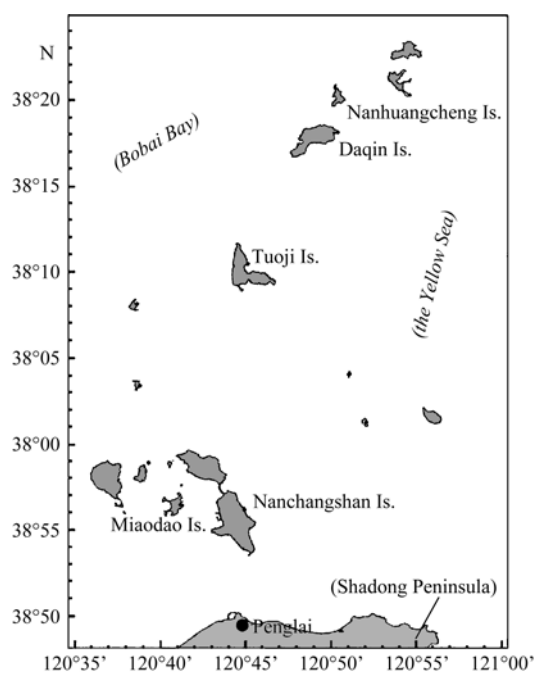 N
38°20'
Nanhuangcheng Is.
(Bobai Bay)
Daqin Is.
38°15'
(the Yellow Sea)
Tuoji Is.
38°10'
38°05'
38°00'
Nanchangshan Is.
38°55'
Miaodao Is.
(Shadong Peninsula)
38°50'
Penglai
120°35' 120°40' 120°45' 120°50' 120°55' 121°00'